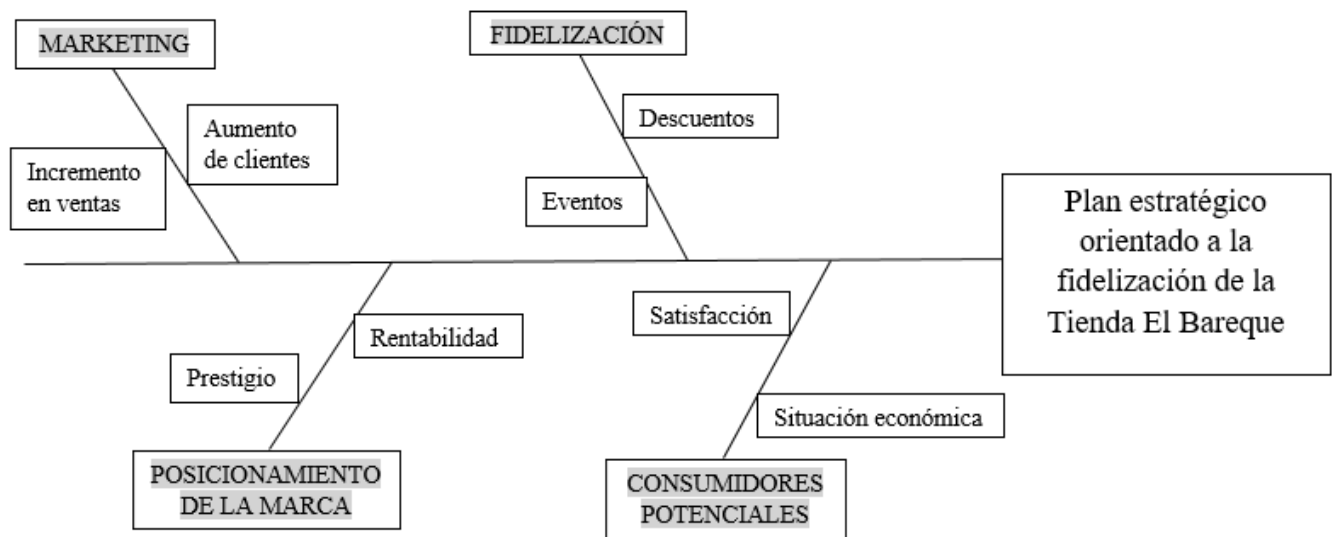 MARKETING
FIDELIZACIÓN
Aumento
de clientes
Incremento
en ventas
Descuentos
Eventos
Plan estratégico
orientado a la
fidelización de la
Tienda El Bareque
Rentabilidad
Prestigio
Satisfacción
Situación económica
POSICIONAMIENTO
DE LA MARCA
CONSUMIDORES
POTENCIALES